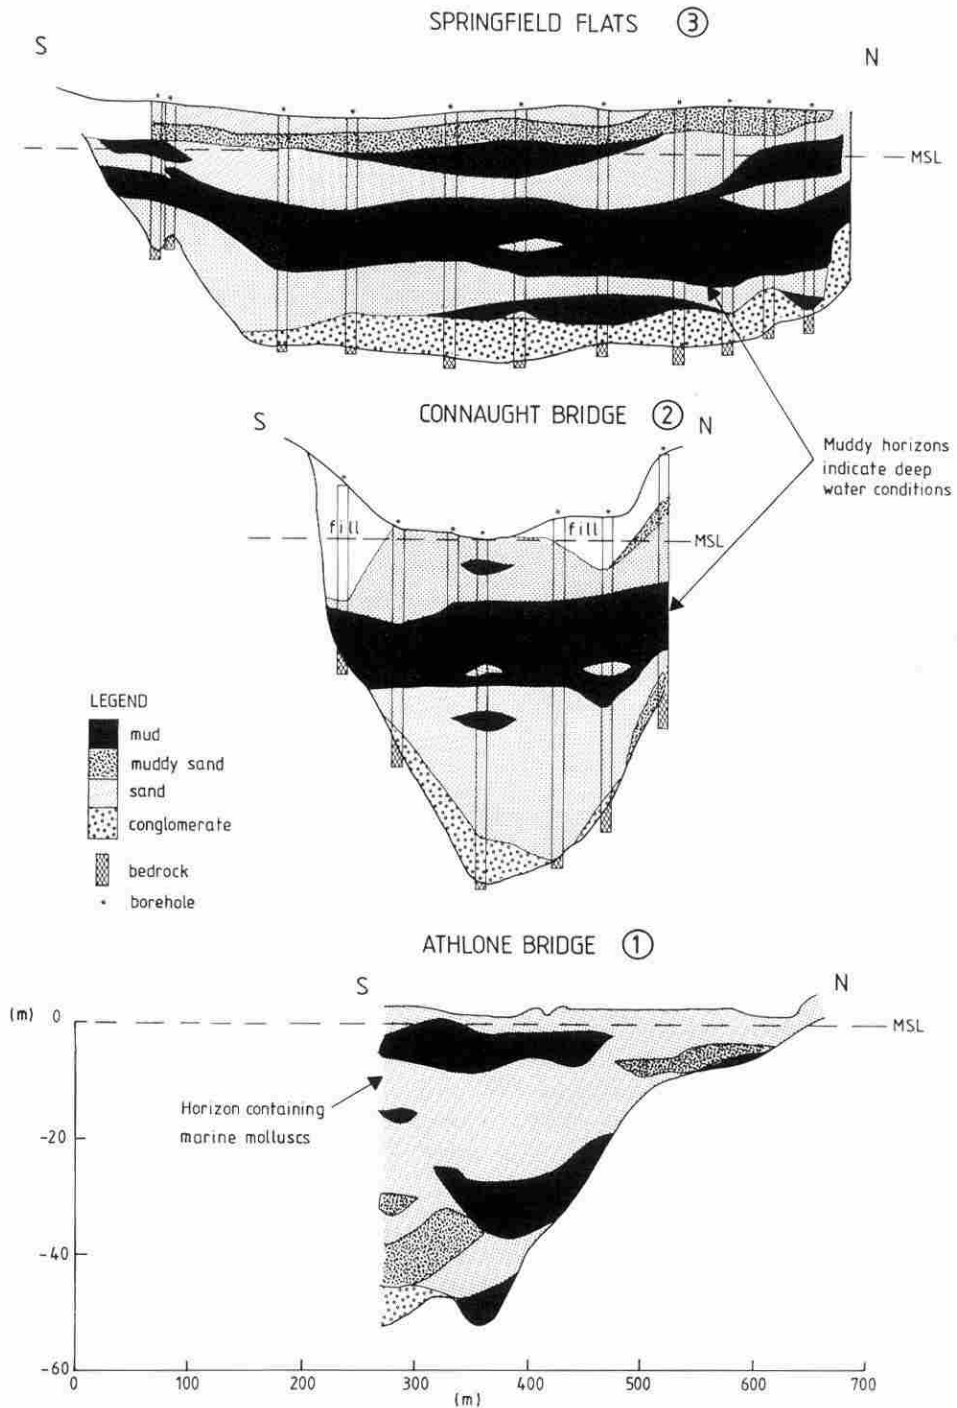 SPRINGFIELD FLATS ③
S
N
MSL
CONNAUGHT BRIDGE ②
S
N
Muddy horizons
indicate deep
water conditions
fill
fill
MSL
LEGEND
mud
muddy sand
sand
conglomerate
bedrock
borehole
ATHLONE BRIDGE ①
S
N
(m) 0
MSL
Horizon containing
marine molluscs
-20
-40
-60
0 100 200 300 400 500 600 700
(m)